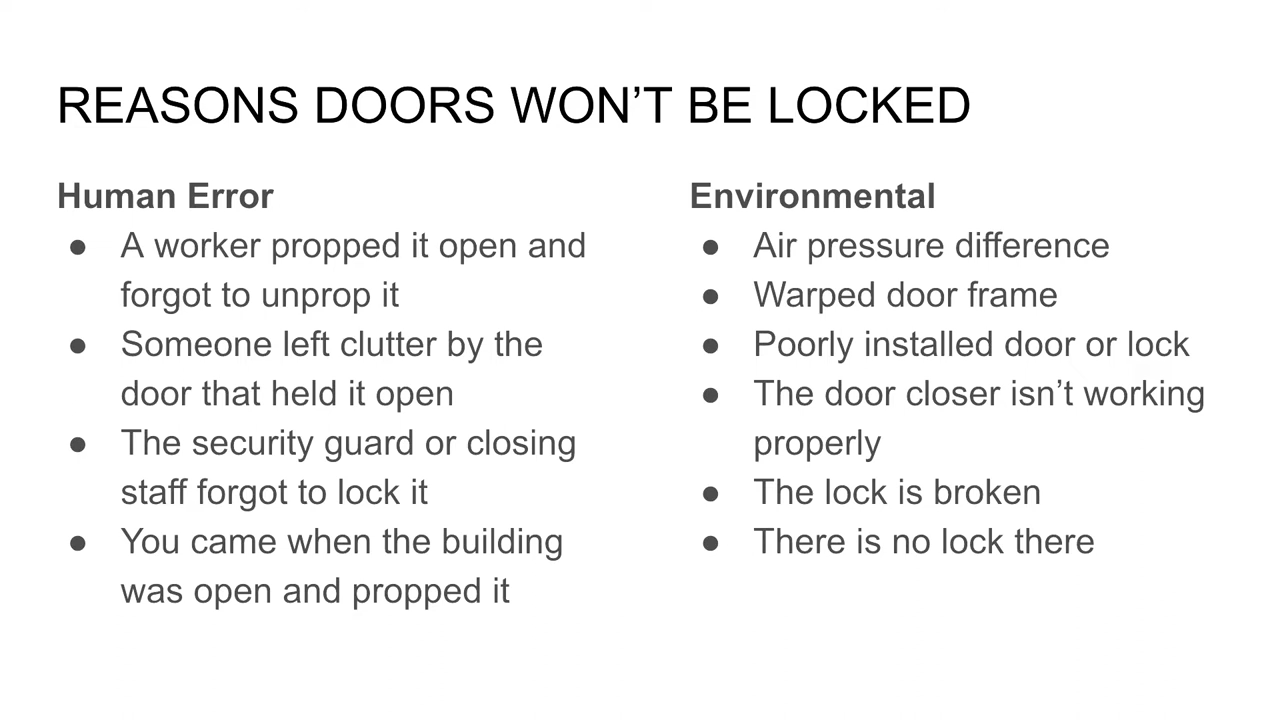 REASONS DOORS WON’T BE LOCKED
Human Error
● A worker propped it open and
forgot to unprop it
● Someone left clutter by the
door that held it open
● The security guard or closing
staff forgot to lock it
● You came when the building
was open and propped it
Environmental
● Air pressure difference
● Warped door frame
● Poorly installed door or lock
● The door closer isn’t working
properly
● The lock is broken
● There is no lock there